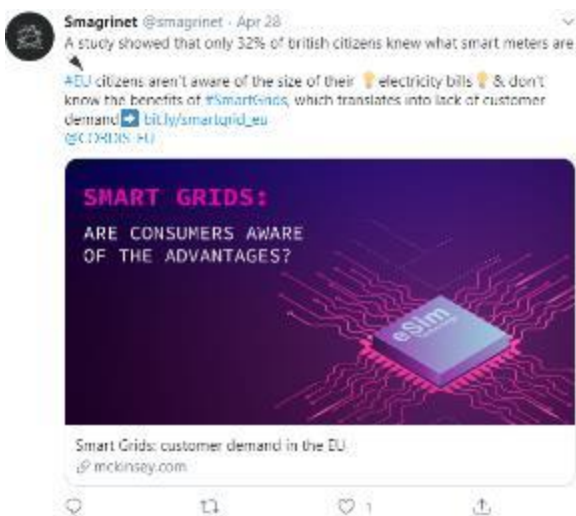 Smagrinet @smagrinet · Apr 28
A study showed that only 32% of british citizens knew what smart meters are
#EU citizens aren't aware of the size of their 💡 electricity bills 💡 & don't
know the benefits of #SmartGrids, which translates into lack of customer
demand ➡ bit.ly/smartgrid_eu
@CORDIS_EU
SMART GRIDS:
ARE CONSUMERS AWARE
OF THE ADVANTAGES?
eSim
Smart Grids: customer demand in the EU
mckinsey.com
1